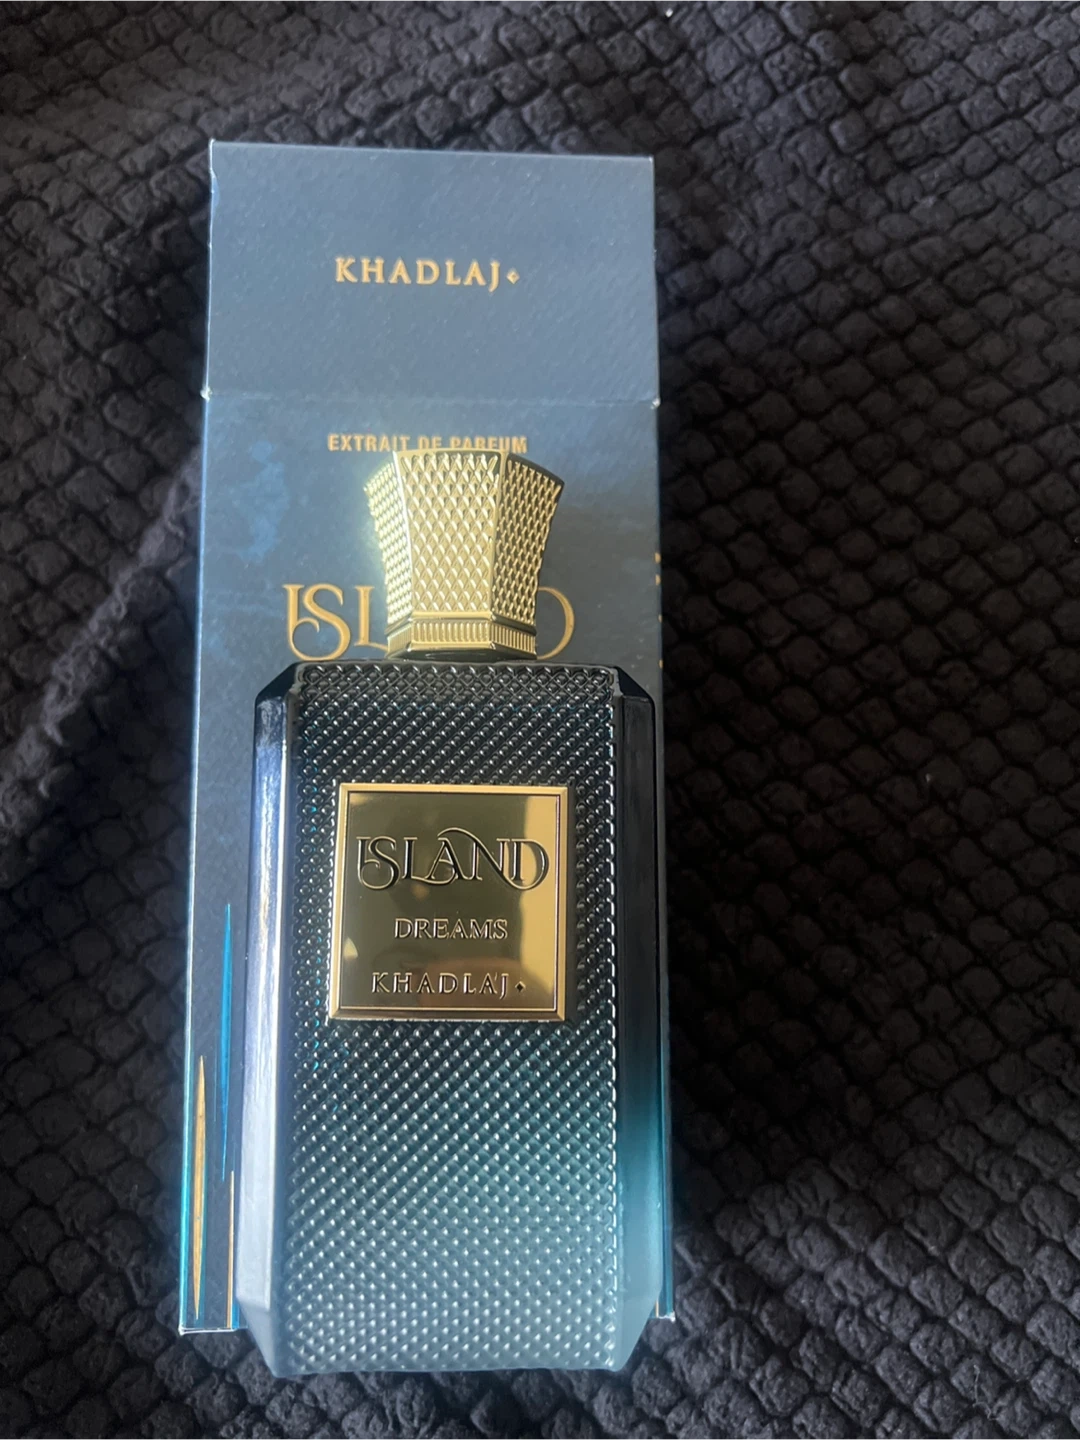 KHADLAJ
EXTRAIT DE PARFUM
ISLAND
DREAMS
KHADLAJ